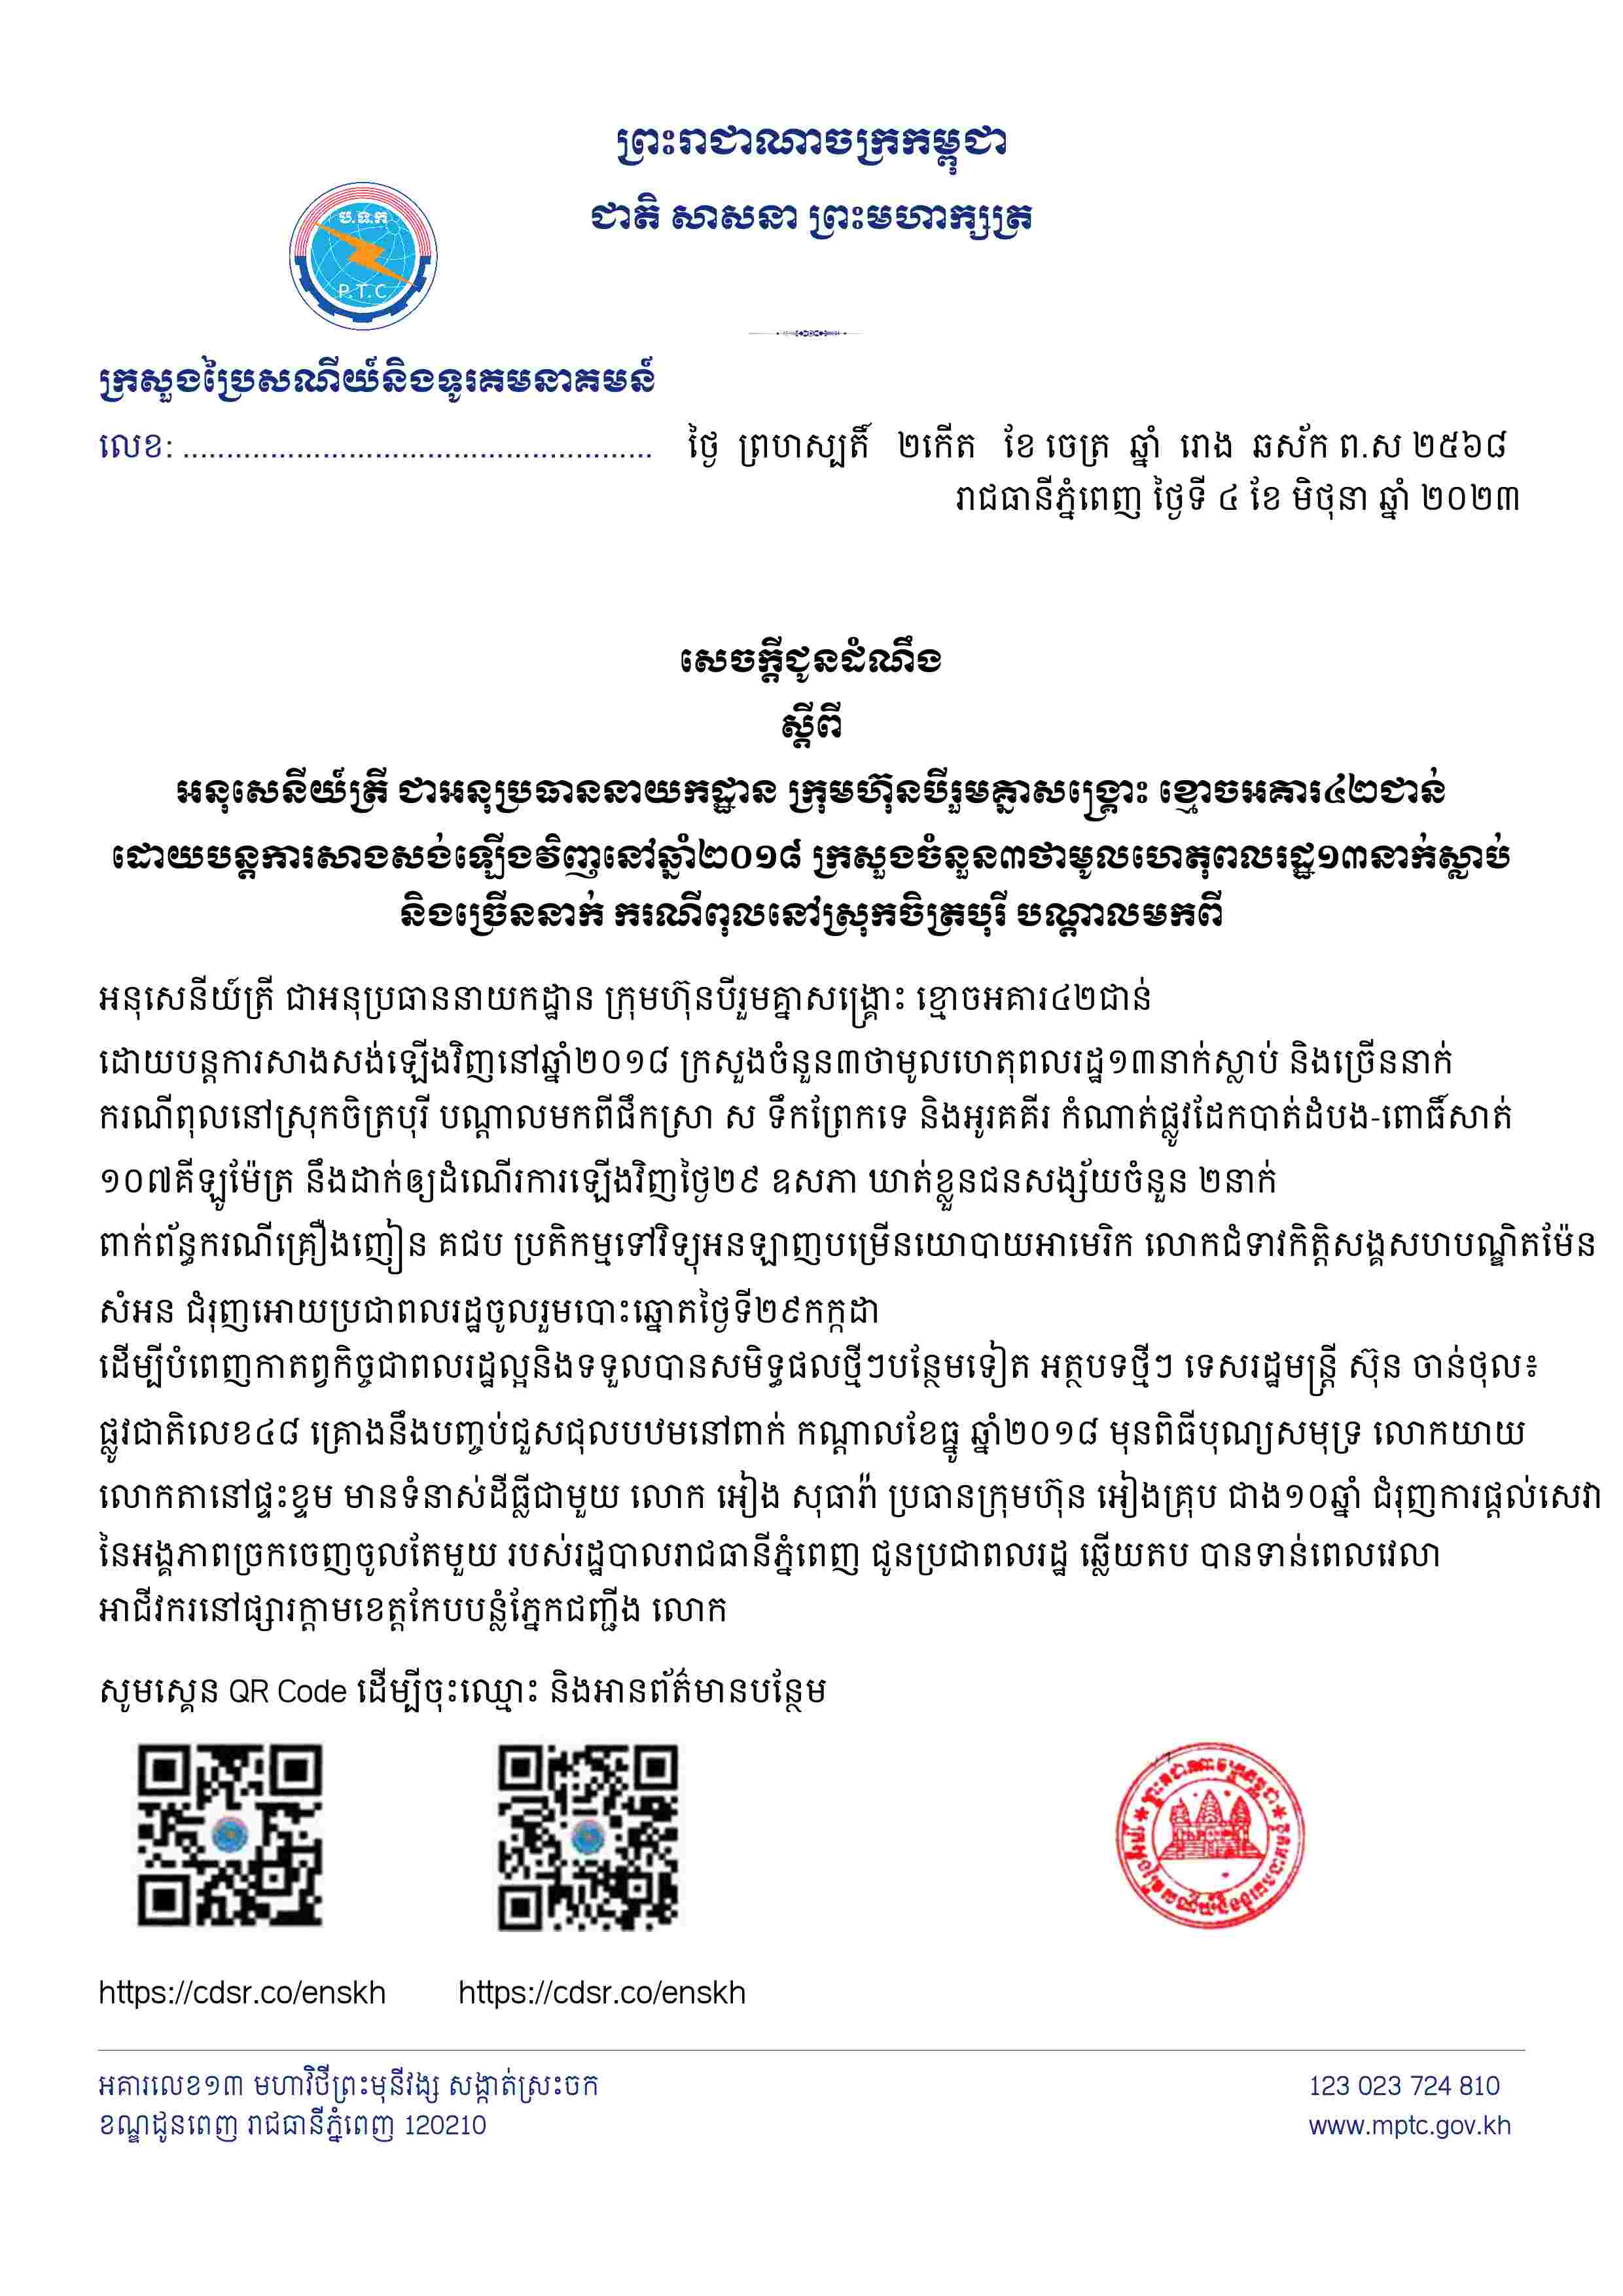 ព្រះរាជាណាចក្រកម្ពុជា
ជាតិ សាសនា ព្រះមហាក្សត្រ
ប.ទ.ក
P.T.C
ក្រសួងប្រៃសណីយ៍និងទូរគមនាគមន៍
លេខ: ......................................................
ថ្ងៃ ព្រហស្បតិ៍ ២កើត ខែ ចេត្រ ឆ្នាំ រោង ឆស័ក ព.ស ២៥៦៨
រាជធានីភ្នំពេញ ថ្ងៃទី ៤ ខែ មិថុនា ឆ្នាំ ២០២៣
សេចក្តីជូនដំណឹង
ស្តីពី
អនុសេនីយ៍ត្រី ជាអនុប្រធាននាយកដ្ឋាន ក្រុមហ៊ុនបីរួមគ្នាសង្គ្រោះ ខ្មោចអគារ៤២ជាន់
ដោយបន្តការសាងសង់ឡើងវិញនៅឆ្នាំ២០១៨ ក្រសួងចំនួន៣ថាមូលហេតុពលរដ្ឋ១៣នាក់ស្លាប់
និងច្រើននាក់ ករណីពុលនៅស្រុកចិត្របុរី បណ្តាលមកពី
អនុសេនីយ៍ត្រី ជាអនុប្រធាននាយកដ្ឋាន ក្រុមហ៊ុនបីរួមគ្នាសង្គ្រោះ ខ្មោចអគារ៤២ជាន់
ដោយបន្តការសាងសង់ឡើងវិញនៅឆ្នាំ២០១៨ ក្រសួងចំនួន៣ថាមូលហេតុពលរដ្ឋ១៣នាក់ស្លាប់ និងច្រើននាក់
ករណីពុលនៅស្រុកចិត្របុរី បណ្តាលមកពីផឹកស្រា ស ទឹកព្រែកទេ និងអូរគគីរ កំណាត់ផ្លូវដែកបាត់ដំបង-ពោធិ៍សាត់
១០៧គីឡូម៉ែត្រ នឹងដាក់ឲ្យដំណើរការឡើងវិញថ្ងៃ២៩ ឧសភា ឃាត់ខ្លួនជនសង្ស័យចំនួន ២នាក់
ពាក់ព័ន្ធករណីគ្រឿងញៀន គជប ប្រតិកម្មទៅវិទ្យុអនឡាញបម្រើនយោបាយអាមេរិក លោកជំទាវកិត្តិសង្គសហបណ្ឌិតម៉ែន
សំអន ជំរុញអោយប្រជាពលរដ្ឋចូលរួមបោះឆ្នោតថ្ងៃទី២៩កក្កដា
ដើម្បីបំពេញកាតព្វកិច្ចជាពលរដ្ឋល្អនិងទទួលបានសមិទ្ធផលថ្មីៗបន្ថែមទៀត អត្ថបទថ្មីៗ ទេសរដ្ឋមន្ត្រី ស៊ុន ចាន់ថុល៖
ផ្លូវជាតិលេខ៤៨ គ្រោងនឹងបញ្ចប់ជួសជុលបឋមនៅពាក់ កណ្តាលខែធ្នូ ឆ្នាំ២០១៨ មុនពិធីបុណ្យសមុទ្រ លោកយាយ
លោកតានៅផ្ទះខ្ទម មានទំនាស់ដីធ្លីជាមួយ លោក អៀង សុធារ៉ា ប្រធានក្រុមហ៊ុន អៀងគ្រុប ជាង១០ឆ្នាំ ជំរុញការផ្តល់សេវា
នៃអង្គភាពច្រកចេញចូលតែមួយ របស់រដ្ឋបាលរាជធានីភ្នំពេញ ជូនប្រជាពលរដ្ឋ ឆ្លើយតប បានទាន់ពេលវេលា
អាជីវករនៅផ្សារក្តាមខេត្តកែបបន្លំភ្នែកជញ្ជីង លោក
សូមស្គេន QR Code ដើម្បីចុះឈ្មោះ និងអានព័ត៌មានបន្ថែម
https://cdsr.co/enskh https://cdsr.co/enskh
អគារលេខ១៣ មហាវិថីព្រះមុនីវង្ស សង្កាត់ស្រះចក
123 023 724 810
ខណ្ឌដូនពេញ រាជធានីភ្នំពេញ 120210
www.mptc.gov.kh